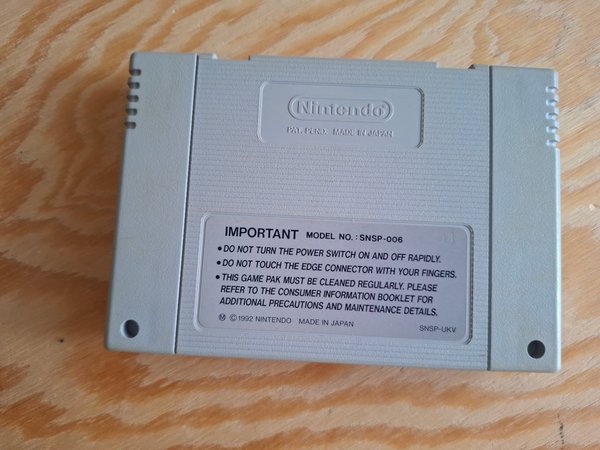 Nintendo®
PAT. PEND. MADE IN JAPAN
IMPORTANT MODEL NO. : SNSP-006
• DO NOT TURN THE POWER SWITCH ON AND OFF RAPIDLY.
• DO NOT TOUCH THE EDGE CONNECTOR WITH YOUR FINGERS.
• THIS GAME PAK MUST BE CLEANED REGULARLY. PLEASE
REFER TO THE CONSUMER INFORMATION BOOKLET FOR
ADDITIONAL PRECAUTIONS AND MAINTENANCE DETAILS.
Ⓜ ©1992 NINTENDO MADE IN JAPAN
SNSP-UKV